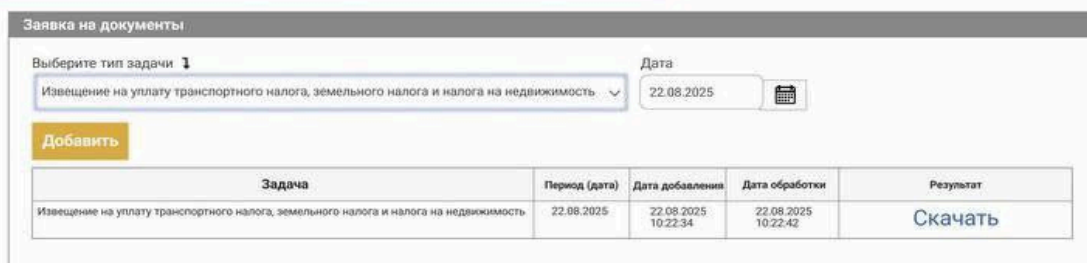 Заявка на документы
Выберите тип задачи ↴
Дата
Извещение на уплату транспортного налога, земельного налога и налога на недвижимость
22.08.2025
Добавить
Задача Период (дата) Дата добавления Дата обработки Результат
Извещение на уплату транспортного налога, земельного налога и налога на недвижимость 22.08.2025 22.08.2025 22.08.2025 Скачать
10:22:34 10:22:42